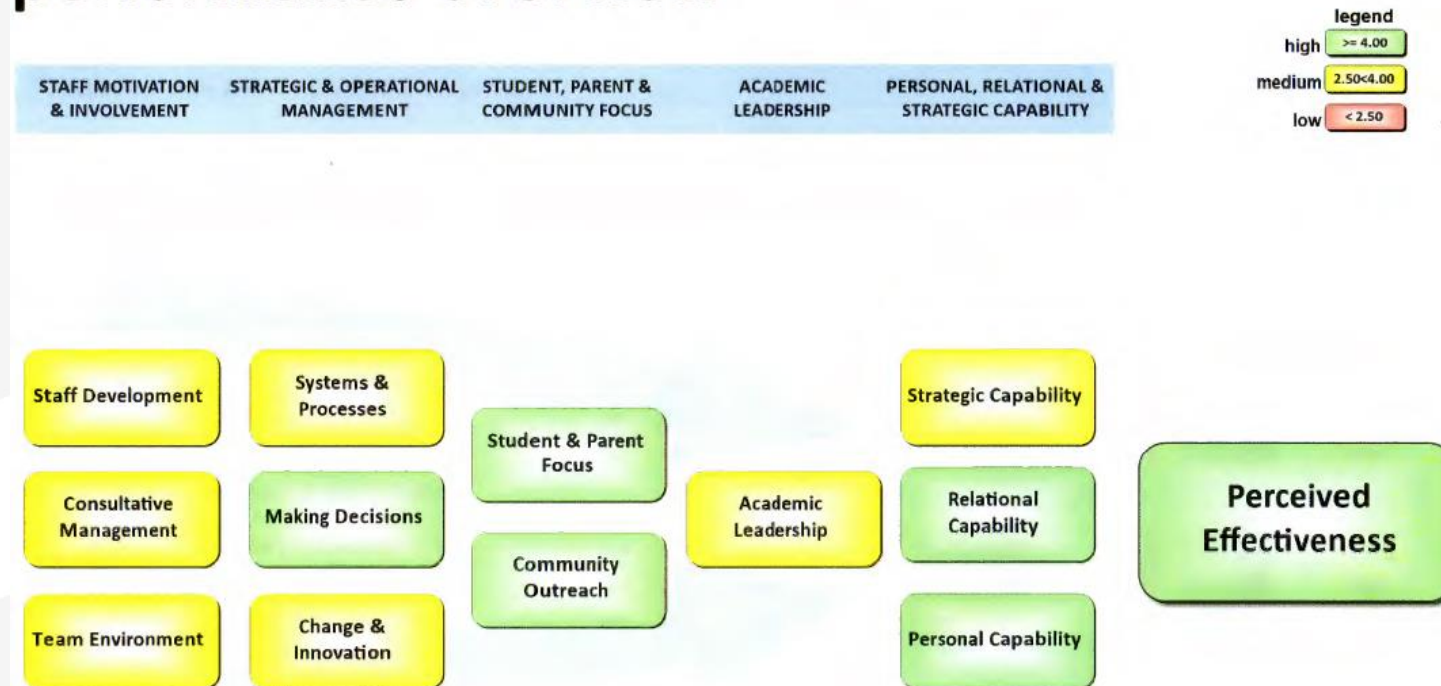 legend
high >= 4.00
medium 2.50<4.00
low < 2.50
STAFF MOTIVATION
& INVOLVEMENT
STRATEGIC & OPERATIONAL
MANAGEMENT
STUDENT, PARENT &
COMMUNITY FOCUS
ACADEMIC
LEADERSHIP
PERSONAL, RELATIONAL &
STRATEGIC CAPABILITY
Staff Development
Consultative
Management
Team Environment
Systems &
Processes
Making Decisions
Change &
Innovation
Student & Parent
Focus
Community
Outreach
Academic
Leadership
Strategic Capability
Relational
Capability
Personal Capability
Perceived
Effectiveness